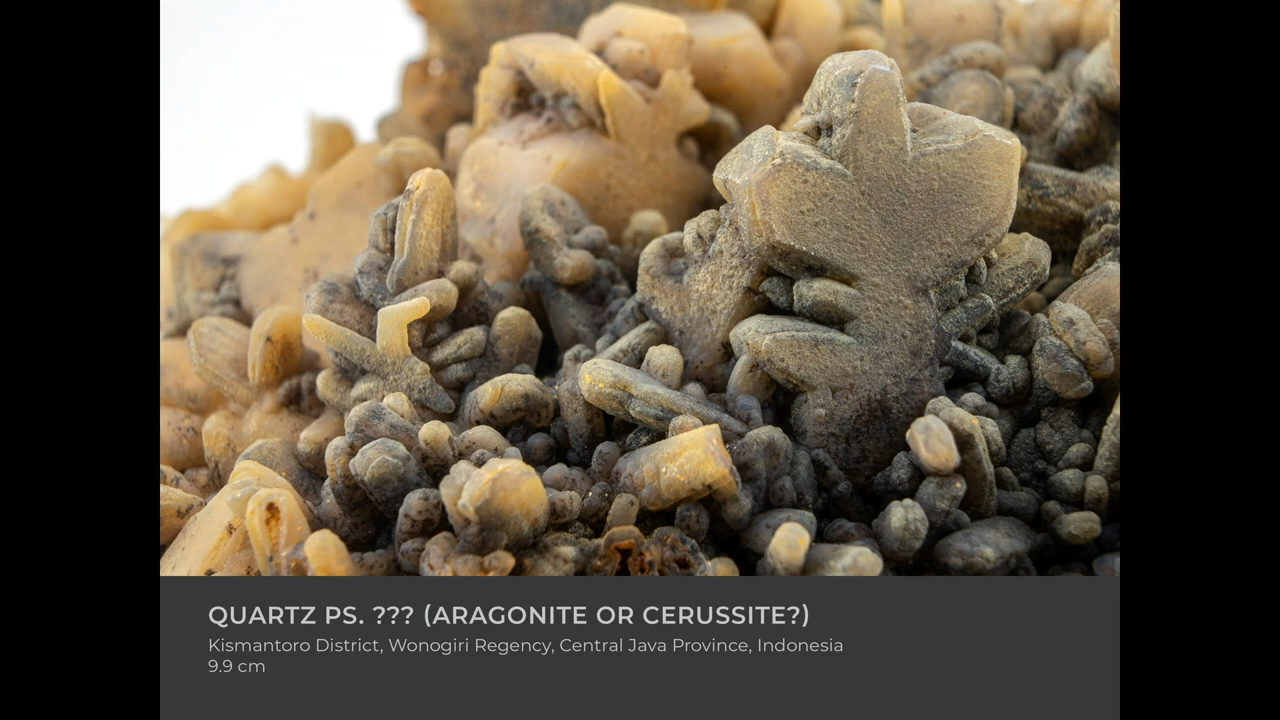 QUARTZ PS. ??? (ARAGONITE OR CERUSSITE?)
Kismantoro District, Wonogiri Regency, Central Java Province, Indonesia
9.9 cm